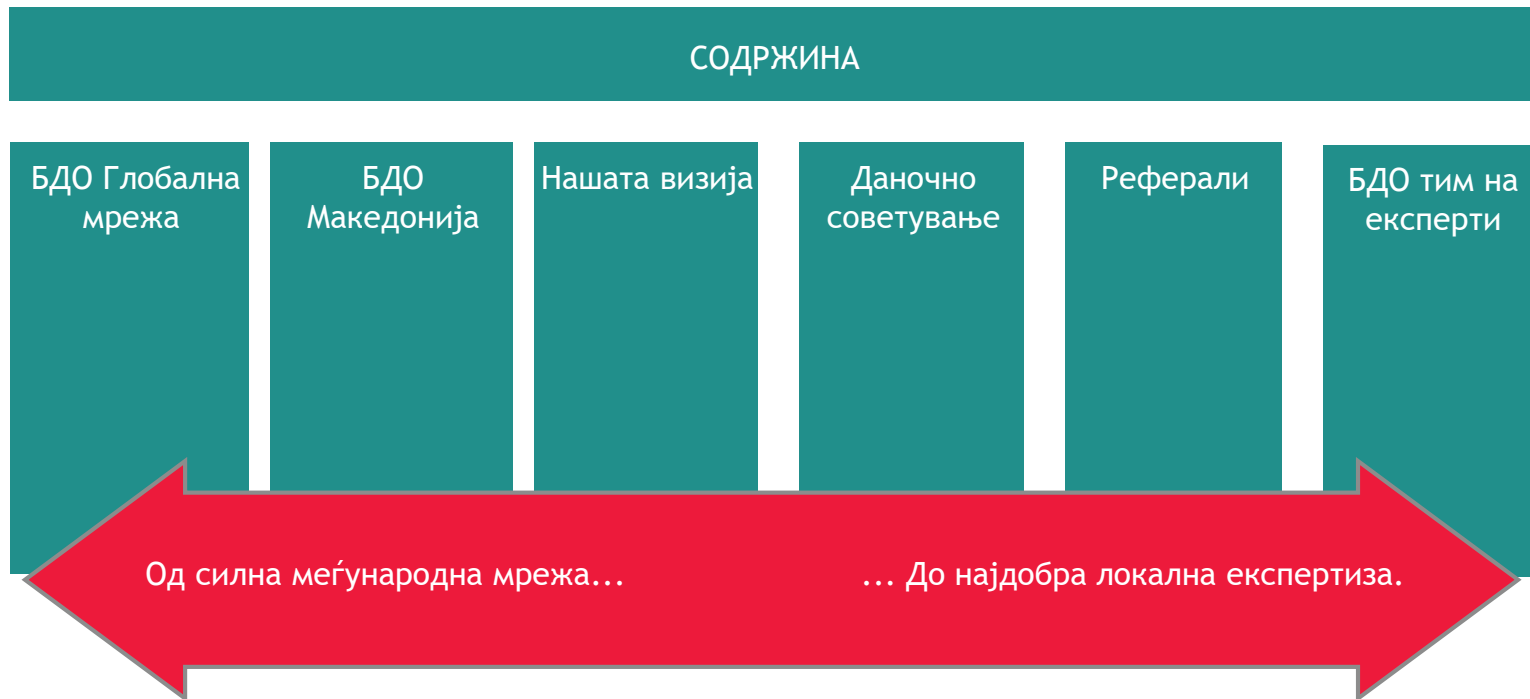 СОДРЖИНА
БДО Глобална
мрежа
БДО
Македонија
Нашата визија
Даночно
советување
Реферали
БДО тим на
експерти
Од силна меѓународна мрежа...
... До најдобра локална експертиза.